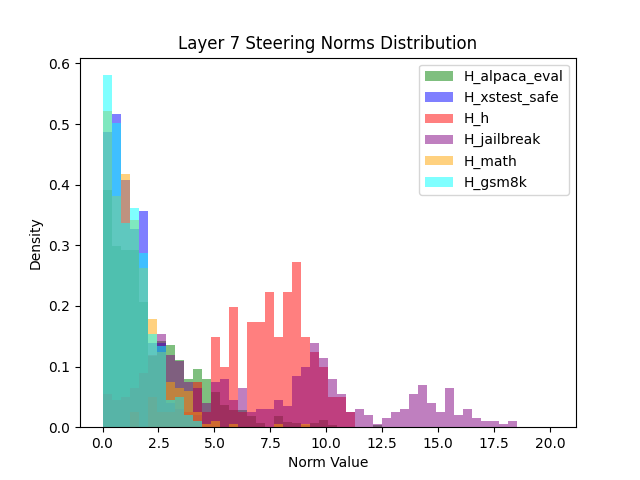 Layer 7 Steering Norms Distribution
H_alpaca_eval
H_xstest_safe
H_h
H_jailbreak
H_math
H_gsm8k
0.6
0.5
0.4
0.3
0.2
0.1
0.0
Density
0.0 2.5 5.0 7.5 10.0 12.5 15.0 17.5 20.0
Norm Value